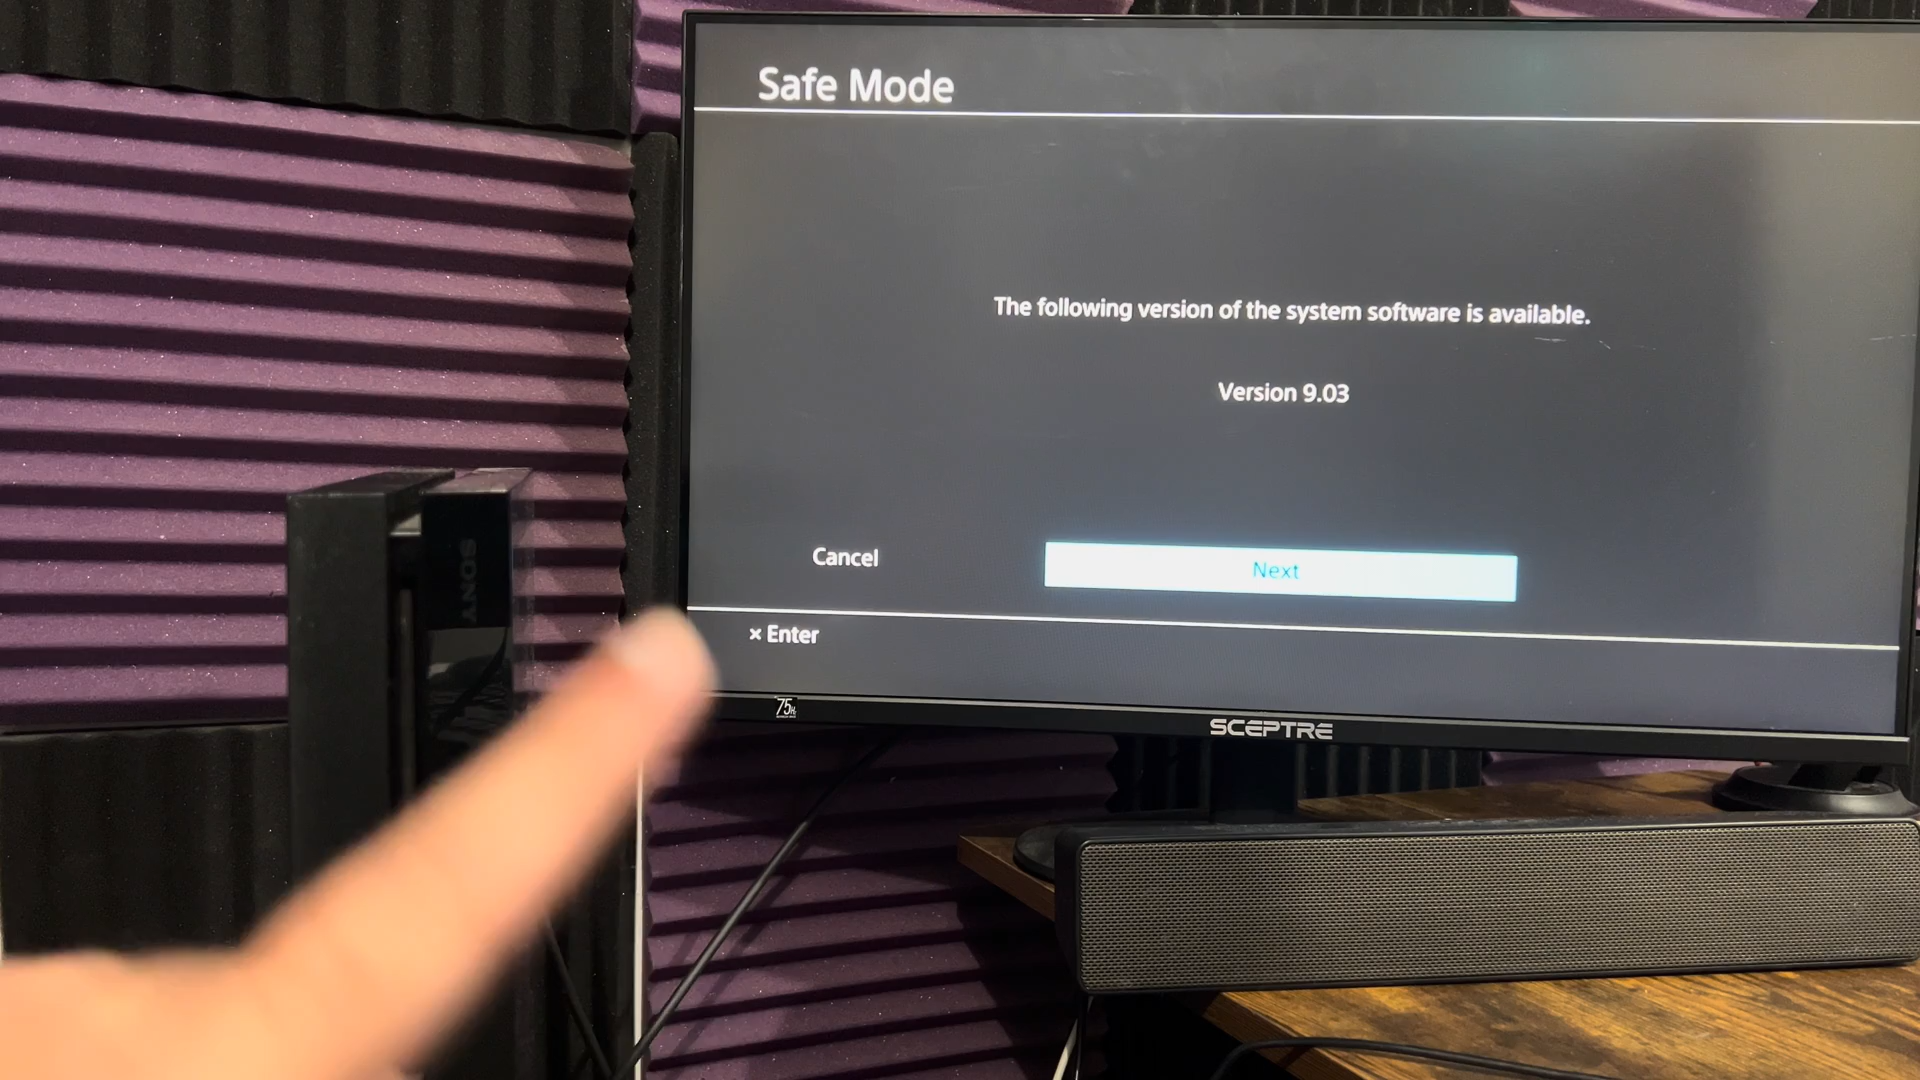 Safe Mode
The following version of the system software is available.
Version 9.03
Cancel
Next
× Enter
SONY
75Hz
SCEPTRE